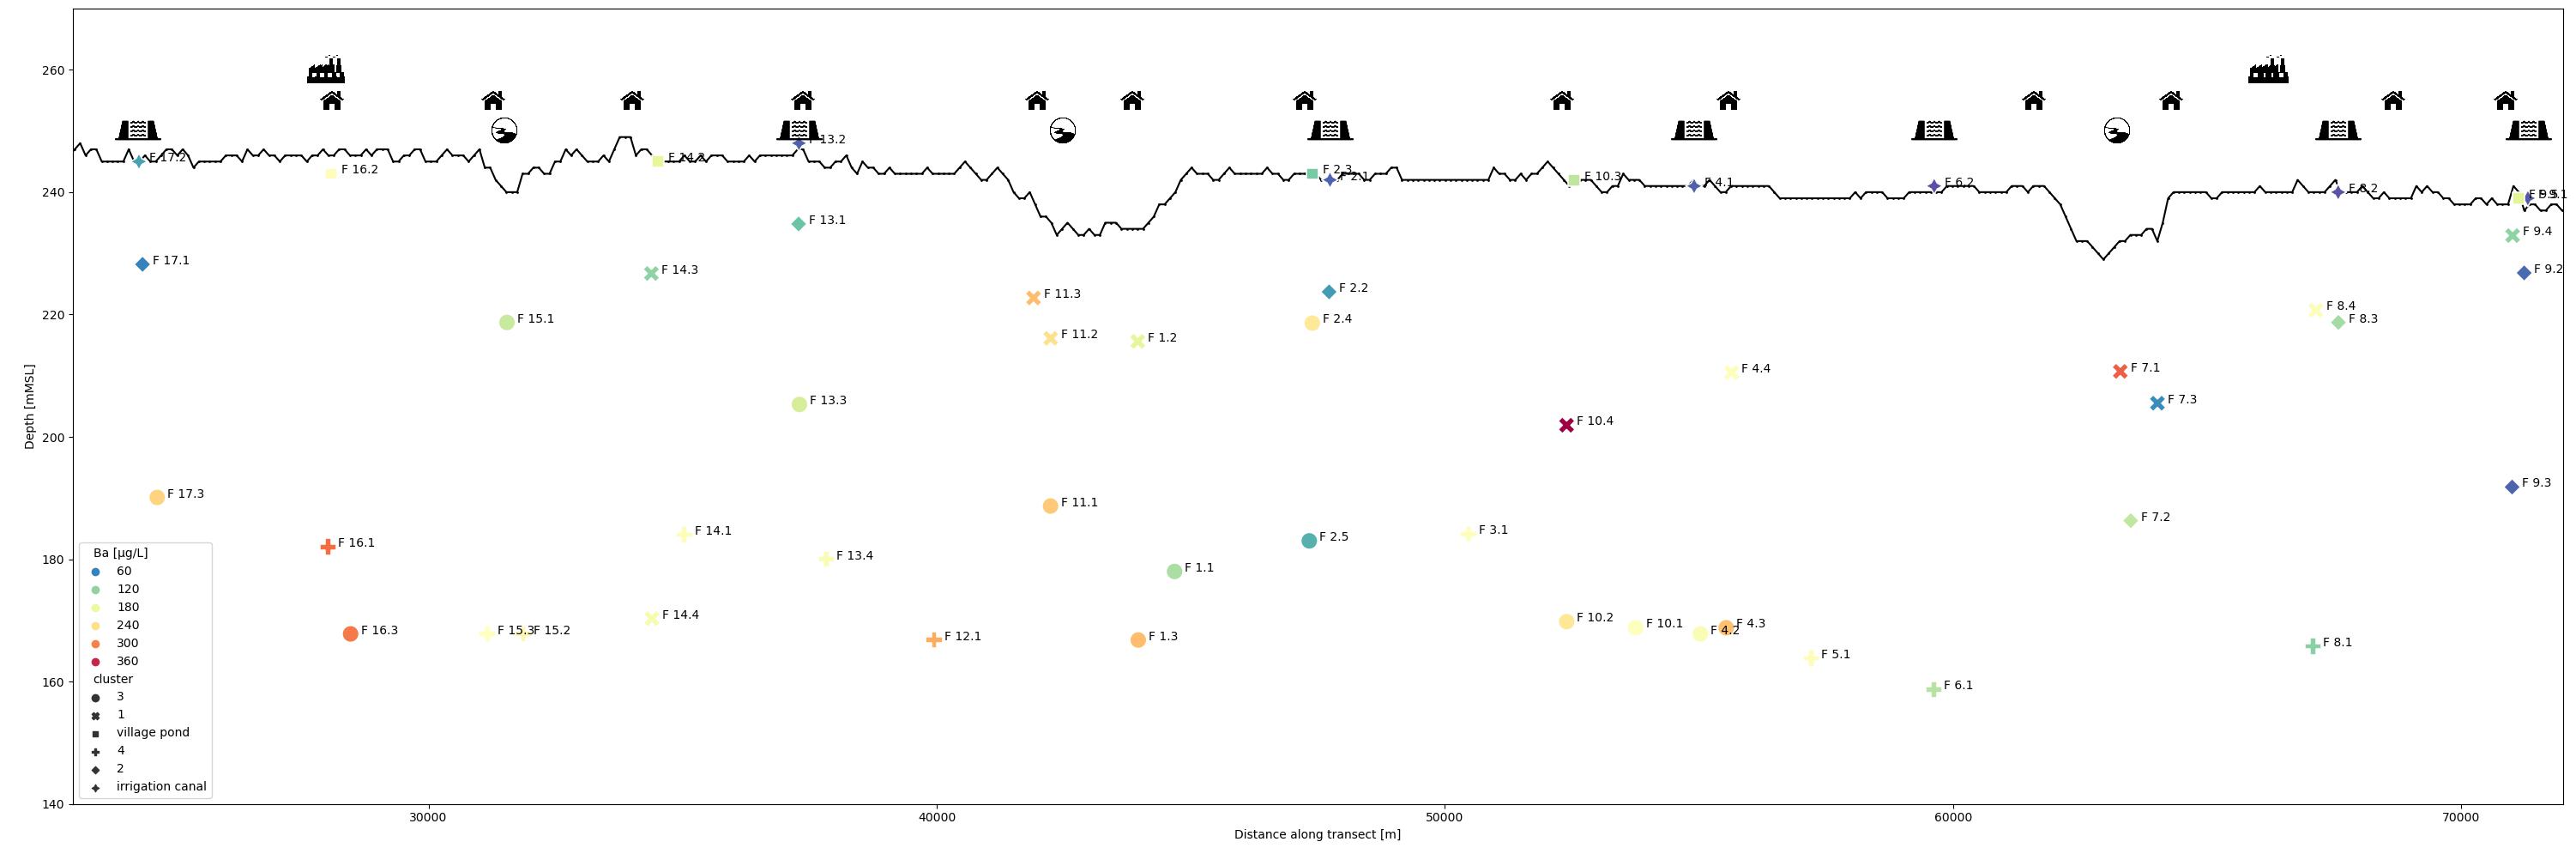 260
240
220
200
180
160
140
Depth [mMSL]
F 13.2
F 17.2
F 16.2
F 14.2
F 2.3
F 2.1
F 10.3
F 4.1
F 6.2
F 8.2
F 9.1
F 13.1
F 9.4
F 17.1
F 14.3
F 9.2
F 2.2
F 11.3
F 15.1
F 2.4
F 8.4
F 8.3
F 11.2
F 1.2
F 4.4
F 7.1
F 13.3
F 7.3
F 10.4
F 17.3
F 9.3
F 11.1
F 7.2
F 16.1
F 14.1
F 3.1
F 13.4
F 2.5
F 1.1
F 16.3
F 15.3
F 15.2
F 14.4
F 12.1
F 1.3
F 10.2
F 10.1
F 4.2
F 4.3
F 5.1
F 8.1
F 6.1
Ba [µg/L]
60
120
180
240
300
360
cluster
3
1
village pond
4
2
irrigation canal
30000
40000
50000
60000
70000
Distance along transect [m]